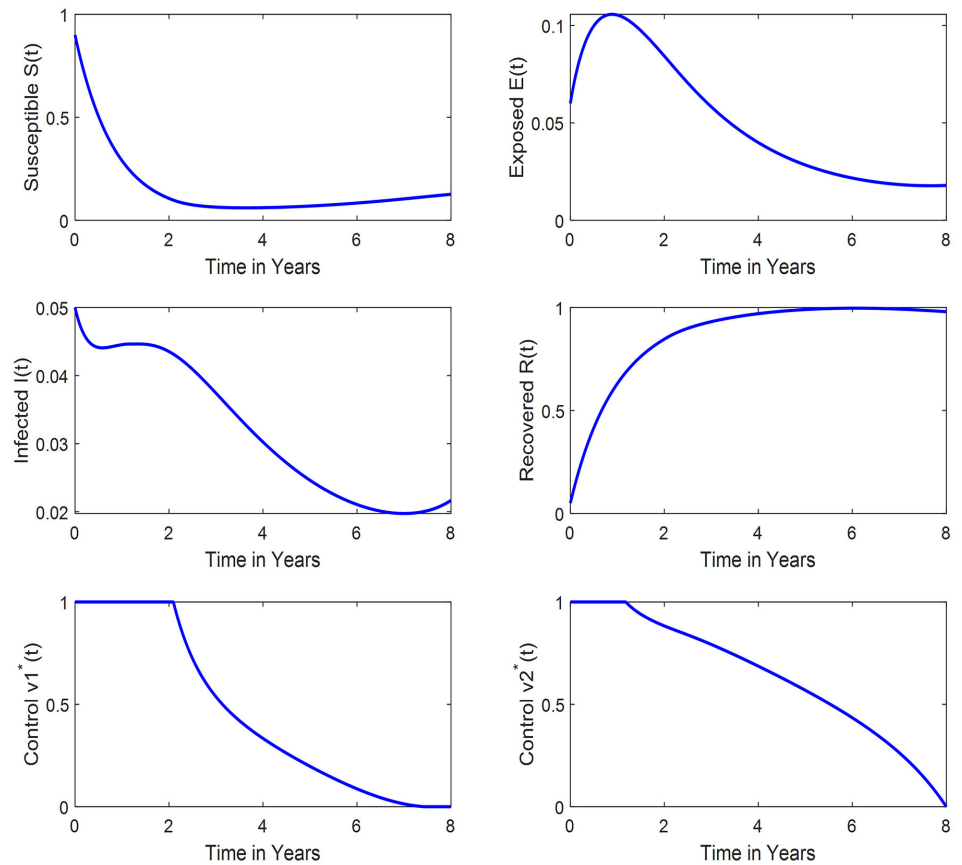 Susceptible S(t)
1
0.5
0
0 2 4 6 8
Time in Years
Exposed E(t)
0.1
0.05
0
0 2 4 6 8
Time in Years
Infected I(t)
0.05
0.04
0.03
0.02
0 2 4 6 8
Time in Years
Recovered R(t)
1
0.5
0
0 2 4 6 8
Time in Years
Control v1*(t)
1
0.5
0
0 2 4 6 8
Time in Years
Control v2*(t)
1
0.5
0
0 2 4 6 8
Time in Years